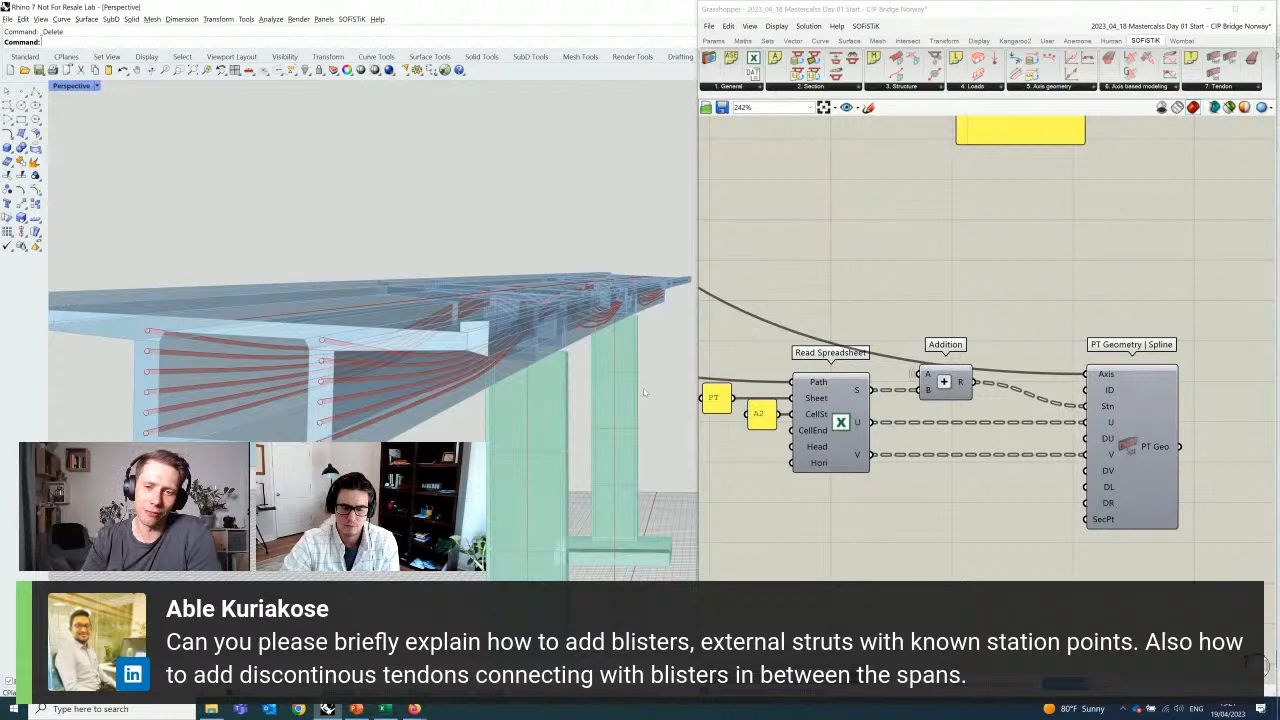 Rhino 7 Not For Resale Lab - [Perspective]
File Edit View Curve Surface SubD Solid Mesh Dimension Transform Tools Analyze Render Panels SOFiSTiK Help
Command: _Delete
Command:
Standard CPlanes Set View Display Select Viewport Layout Visibility Transform Curve Tools Surface Tools Solid Tools SubD Tools Mesh Tools Render Tools Drafting
Perspective
Grasshopper - 2023_04_18 Mastercalss Day 01 Start - CIP Bridge Norway*
File Edit View Display Solution Help SOFiSTiK
2023_04_18 Mastercalss Day 01 Start - CIP Bridge Norway*
Params Maths Sets Vector Curve Surface Mesh Intersect Transform Display Kangaroo2 User Anemone Human SOFiSTiK Wombat
1. General 2. Section 3. Structure 4. Loads 5. Axis geometry 6. Axis based modeling 7. Tendon
242%
Read Spreadsheet
Path
Sheet
CellSt
CellEnd
Head
Hori
S
U
V
PT
A2
Addition
A
B
R
PT Geometry | Spline
Axis
ID
Stn
U
DU
V
DV
DL
DR
SecPt
PT Geo
Able Kuriakose
Can you please briefly explain how to add blisters, external struts with known station points. Also how
to add discontinous tendons connecting with blisters in between the spans.
in
Type here to search
80°F Sunny
ENG
19/04/2023